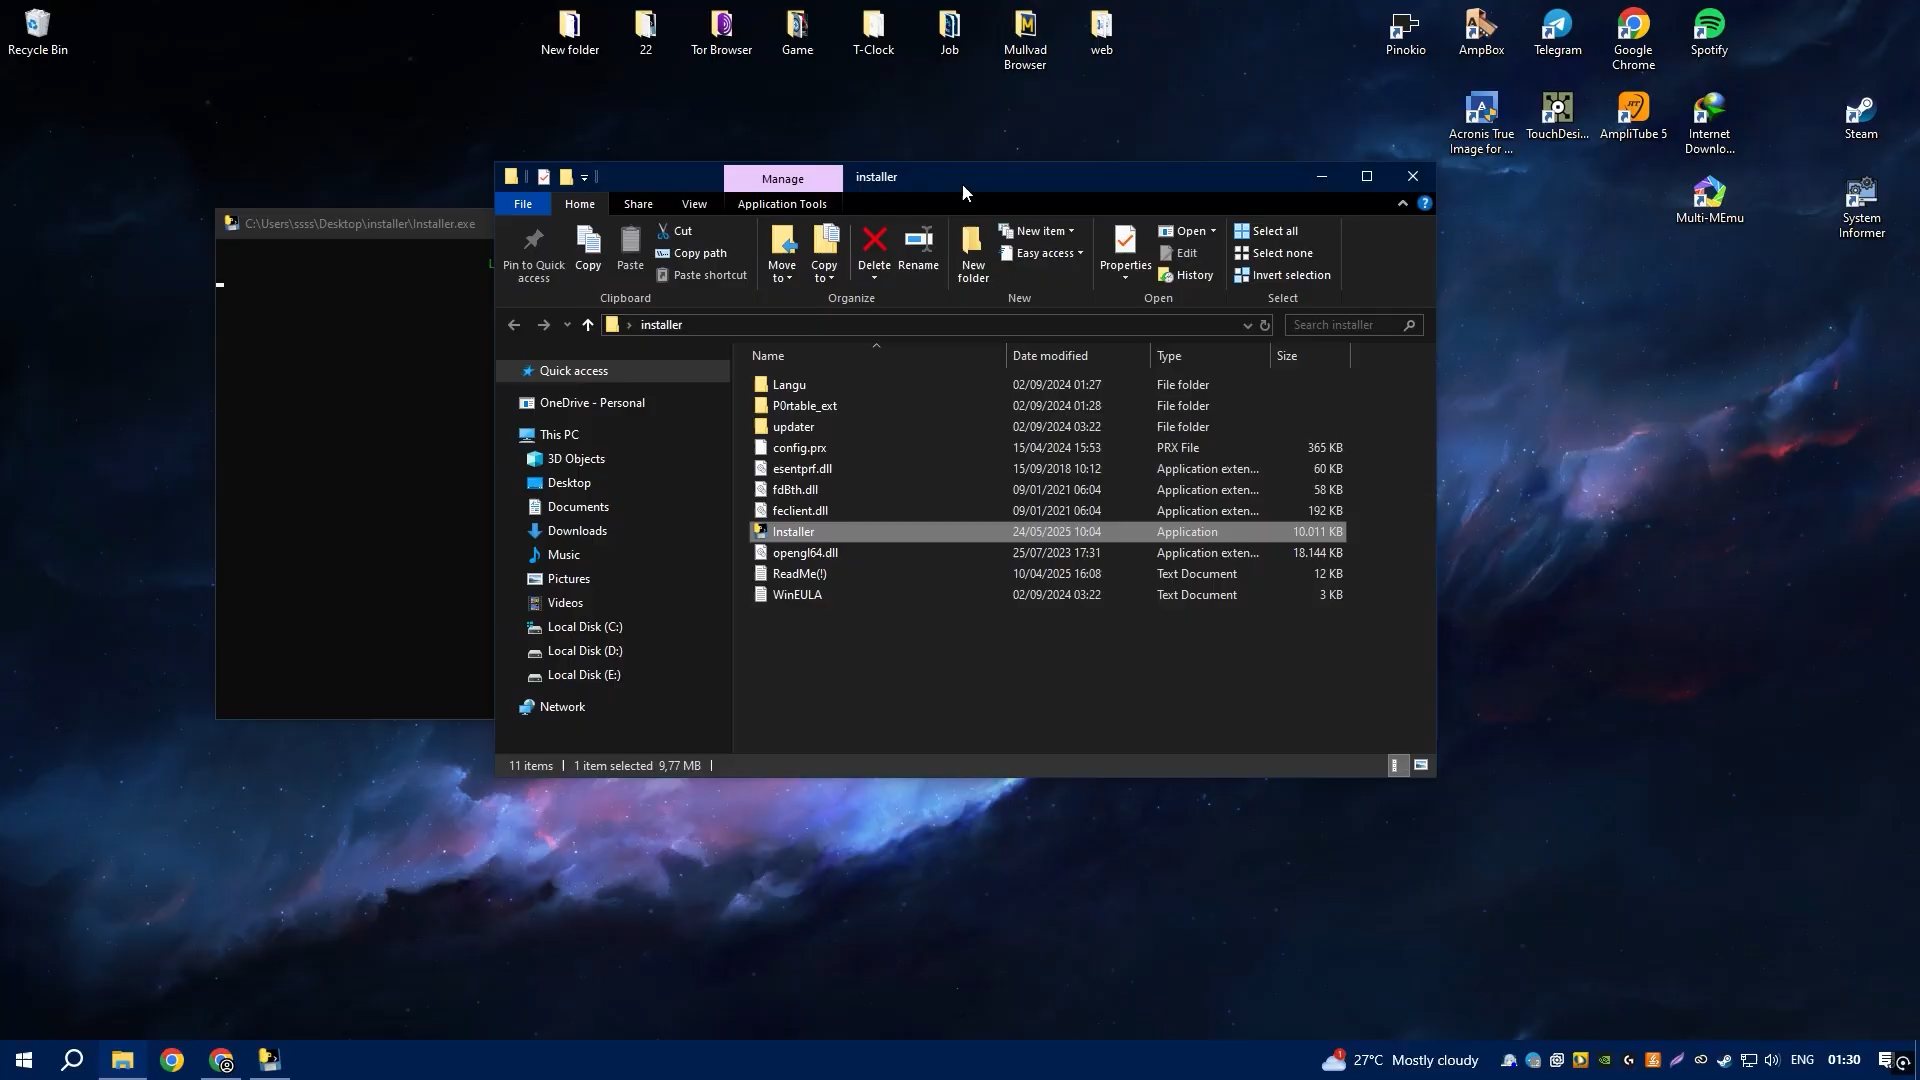 Recycle Bin
New folder
22
Tor Browser
Game
T-Clock
Job
Mullvad
Browser
web
Pinokio
AmpBox
Telegram
Google
Chrome
Spotify
Acronis True
Image for ...
TouchDesi...
AmpliTube 5
Internet
Downlo...
Steam
Multi-MEmu
System
Informer
C:\Users\ssss\Desktop\installer\Installer.exe
L
Manage
installer
File
Home
Share
View
Application Tools
Pin to Quick
access
Copy
Paste
Cut
Copy path
Paste shortcut
Clipboard
Move
to
Copy
to
Delete
Rename
Organize
New
folder
New item
Easy access
New
Properties
Open
Edit
History
Open
Select all
Select none
Invert selection
Select
installer
Search installer
Quick access
OneDrive - Personal
This PC
3D Objects
Desktop
Documents
Downloads
Music
Pictures
Videos
Local Disk (C:)
Local Disk (D:)
Local Disk (E:)
Network
Name Date modified Type Size
Langu 02/09/2024 01:27 File folder
P0rtable_ext 02/09/2024 01:28 File folder
updater 02/09/2024 03:22 File folder
config.prx 15/04/2024 15:53 PRX File 365 KB
esentprf.dll 15/09/2018 10:12 Application exten... 60 KB
fdBth.dll 09/01/2021 06:04 Application exten... 58 KB
feclient.dll 09/01/2021 06:04 Application exten... 192 KB
Installer 24/05/2025 10:04 Application 10.011 KB
opengl64.dll 25/07/2023 17:31 Application exten... 18.144 KB
ReadMe(!) 10/04/2025 16:08 Text Document 12 KB
WinEULA 02/09/2024 03:22 Text Document 3 KB
11 items 1 item selected 9,77 MB
27°C Mostly cloudy
ENG
01:30